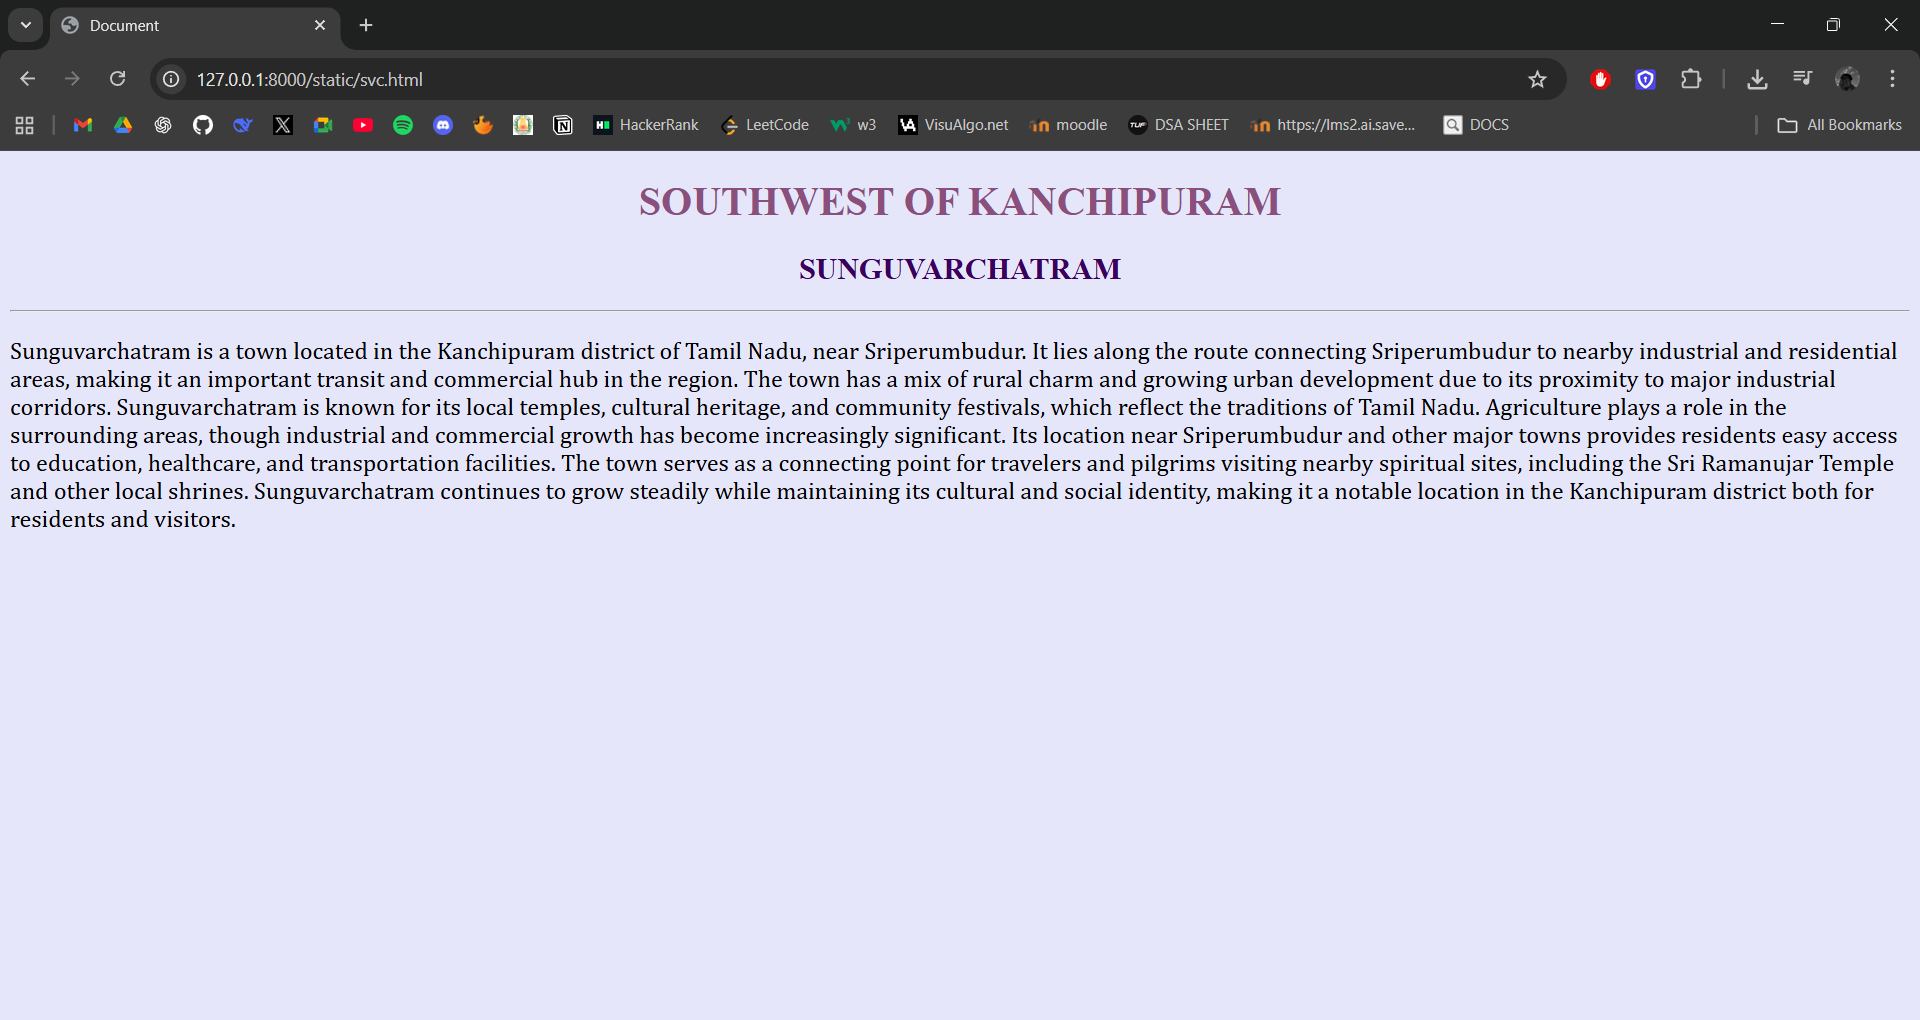 Document
127.0.0.1:8000/static/svc.html
HackerRank LeetCode w3 VisuAlgo.net moodle TUF DSA SHEET https://lms2.ai.save... DOCS All Bookmarks
SOUTHWEST OF KANCHIPURAM
SUNGUVARCHATRAM
Sunguvarchatram is a town located in the Kanchipuram district of Tamil Nadu, near Sriperumbudur. It lies along the route connecting Sriperumbudur to nearby industrial and residential
areas, making it an important transit and commercial hub in the region. The town has a mix of rural charm and growing urban development due to its proximity to major industrial
corridors. Sunguvarchatram is known for its local temples, cultural heritage, and community festivals, which reflect the traditions of Tamil Nadu. Agriculture plays a role in the
surrounding areas, though industrial and commercial growth has become increasingly significant. Its location near Sriperumbudur and other major towns provides residents easy access
to education, healthcare, and transportation facilities. The town serves as a connecting point for travelers and pilgrims visiting nearby spiritual sites, including the Sri Ramanujar Temple
and other local shrines. Sunguvarchatram continues to grow steadily while maintaining its cultural and social identity, making it a notable location in the Kanchipuram district both for
residents and visitors.